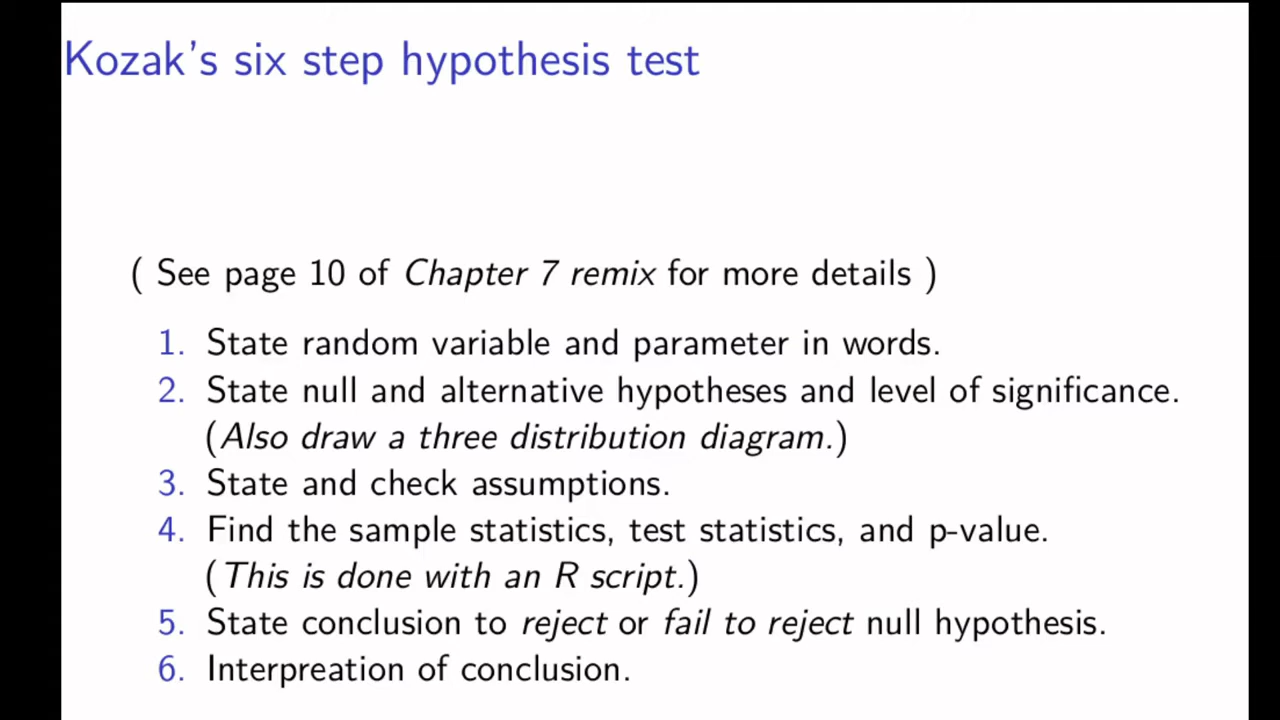 Kozak's six step hypothesis test
( See page 10 of Chapter 7 remix for more details )
1. State random variable and parameter in words.
2. State null and alternative hypotheses and level of significance.
(Also draw a three distribution diagram.)
3. State and check assumptions.
4. Find the sample statistics, test statistics, and p-value.
(This is done with an R script.)
5. State conclusion to reject or fail to reject null hypothesis.
6. Interpreation of conclusion.